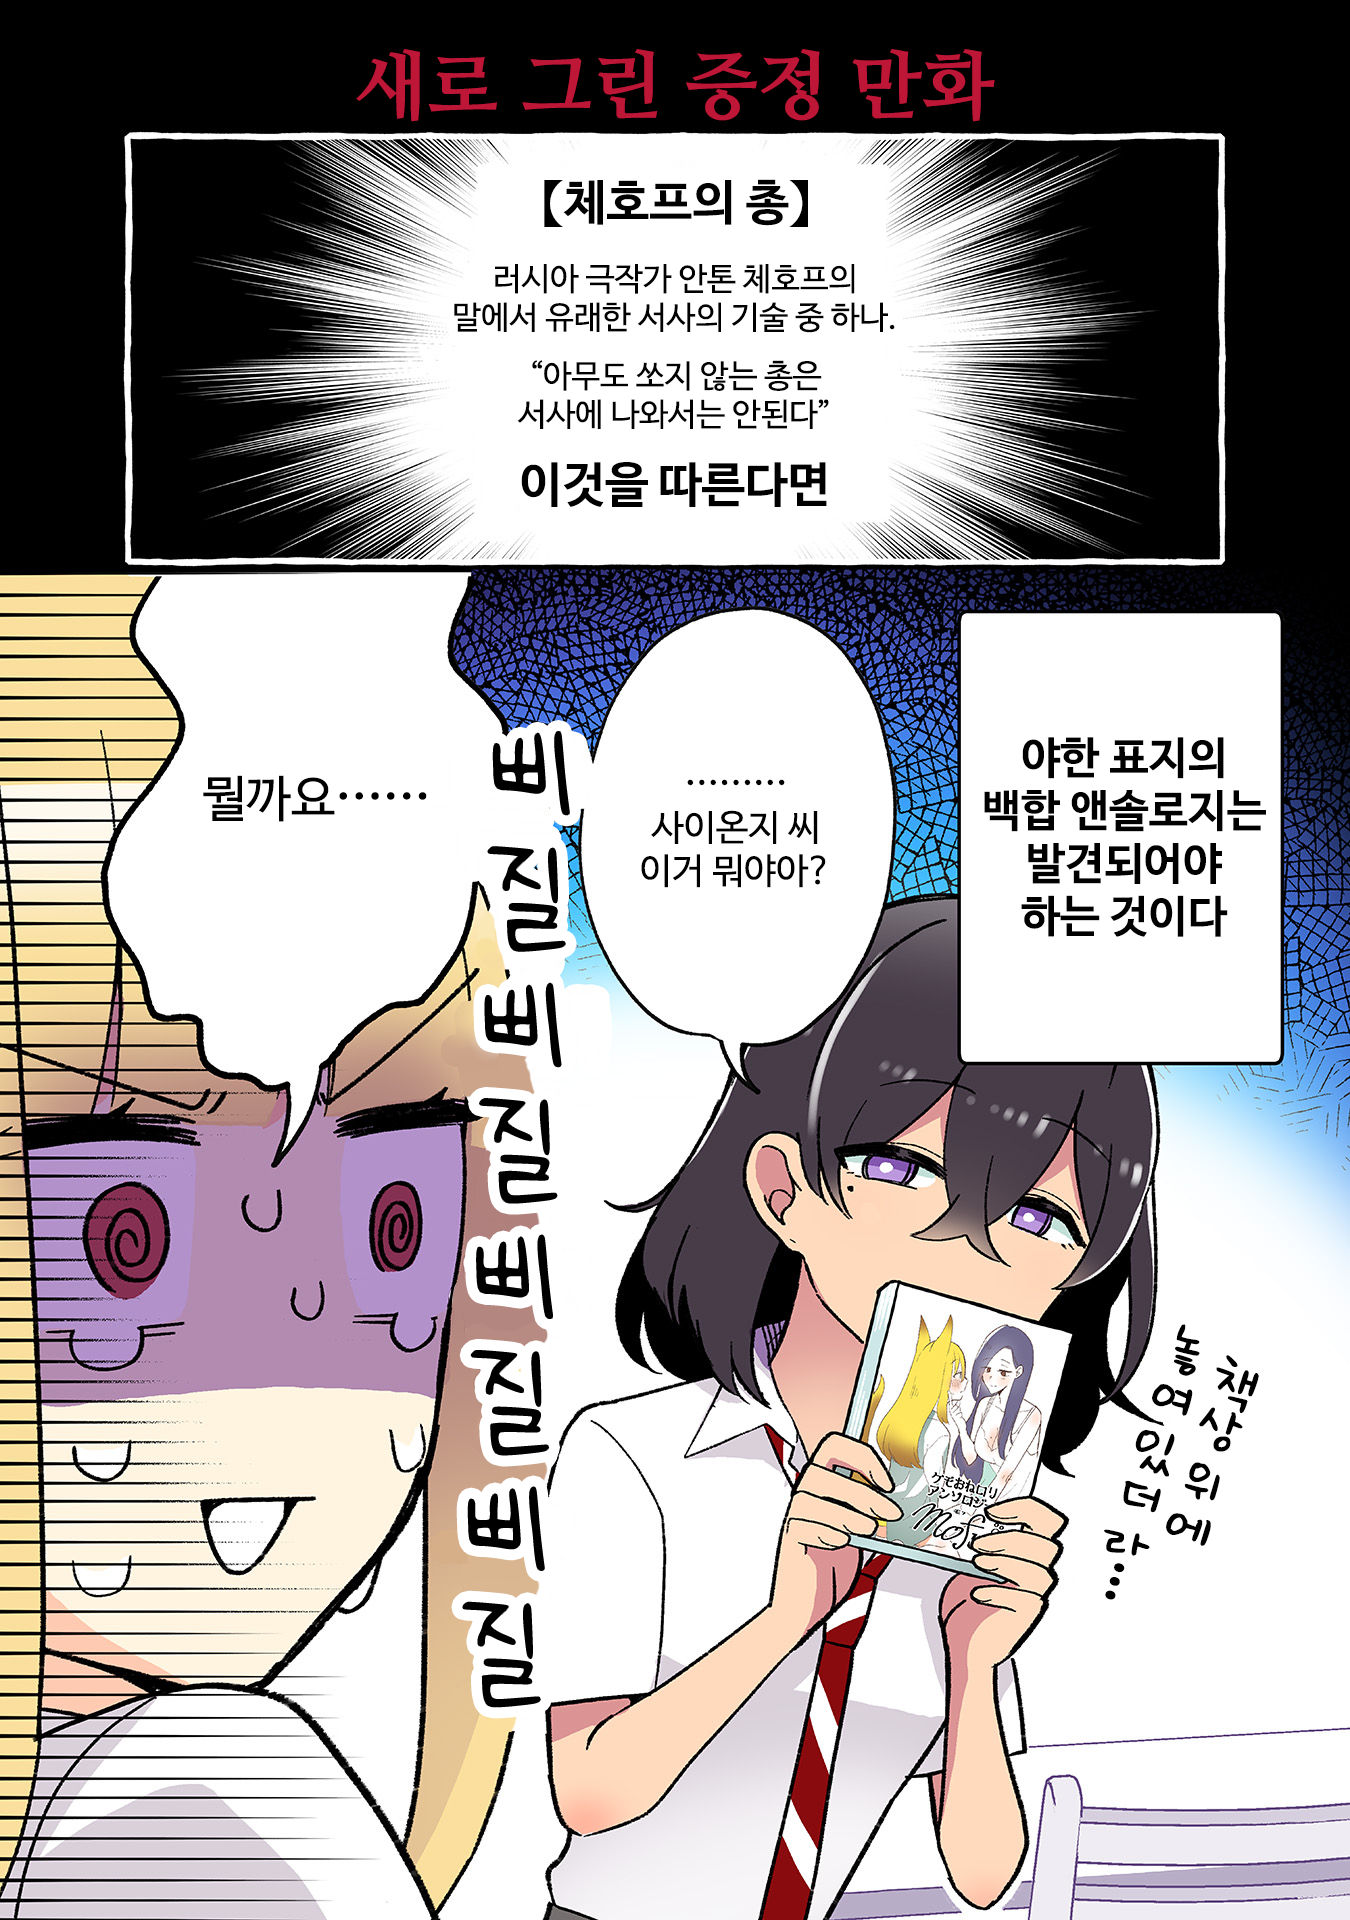 새로 그린 증정 만화
【체호프의 총】
러시아 극작가 안톤 체호프의
말에서 유래한 서사의 기술 중 하나.
“아무도 쏘지 않는 총은
서사에 나와서는 안된다”
이것을 따른다면
야한 표지의
백합 앤솔로지는
발견되어야
하는 것이다
………
사이온지 씨
이거 뭐야아?
책상 위에
놓여있더라…
ケモおねロリ
アンソロジー
mof
삐질삐질삐질삐질
뭘까요……